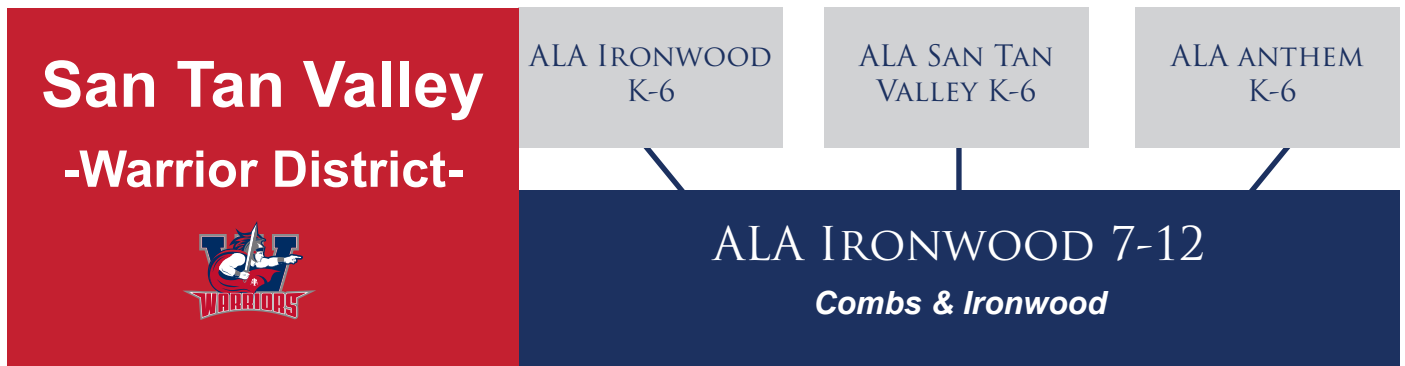 San Tan Valley
-Warrior District-
WARRIORS
ALA Ironwood
K-6
ALA San Tan
Valley K-6
ALA anthem
K-6
ALA Ironwood 7-12
Combs & Ironwood